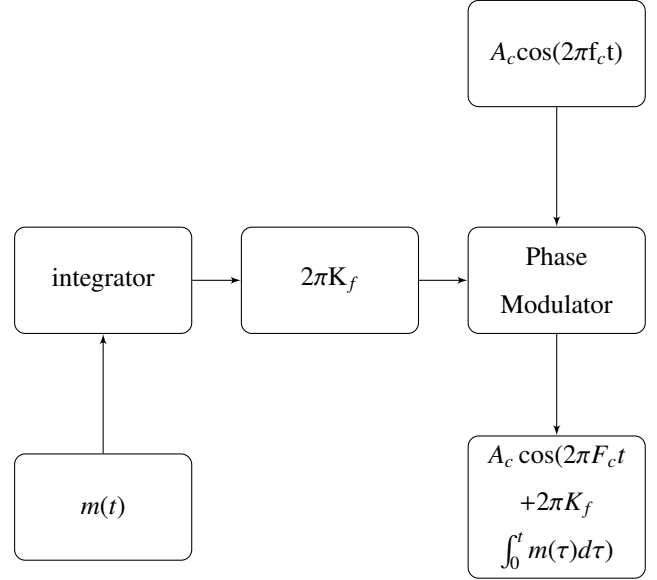 A_c cos(2πf_c t)
integrator
2πK_f
Phase
Modulator
m(t)
A_c cos(2πF_c t
+2πK_f
∫_0^t m(τ)dτ)